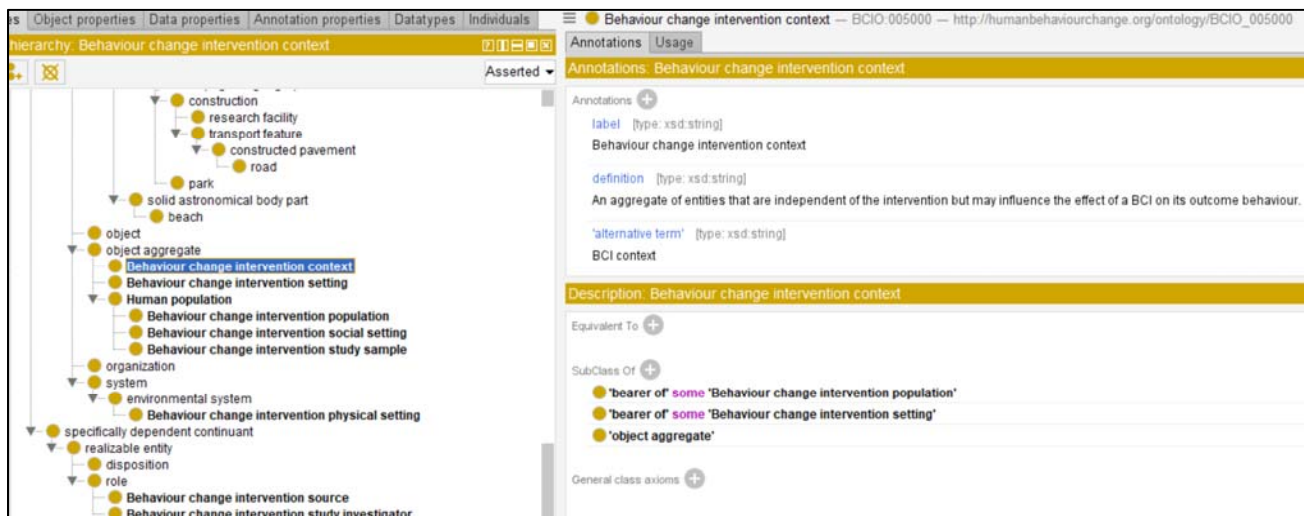 es Object properties Data properties Annotation properties Datatypes Individuals
hierarchy: Behaviour change intervention context
Asserted
construction
research facility
transport feature
constructed pavement
road
park
solid astronomical body part
beach
object
object aggregate
Behaviour change intervention context
Behaviour change intervention setting
Human population
Behaviour change intervention population
Behaviour change intervention social setting
Behaviour change intervention study sample
organization
system
environmental system
Behaviour change intervention physical setting
specifically dependent continuant
realizable entity
disposition
role
Behaviour change intervention source
Behaviour change intervention study investigator
Behaviour change intervention context — BCIO:005000 — http://humanbehaviourchange.org/ontology/BCIO_005000
Annotations Usage
Annotations: Behaviour change intervention context
Annotations
label [type: xsd:string]
Behaviour change intervention context
definition [type: xsd:string]
An aggregate of entities that are independent of the intervention but may influence the effect of a BCI on its outcome behaviour.
'alternative term' [type: xsd:string]
BCI context
Description: Behaviour change intervention context
Equivalent To
SubClass Of
'bearer of' some 'Behaviour change intervention population'
'bearer of' some 'Behaviour change intervention setting'
'object aggregate'
General class axioms